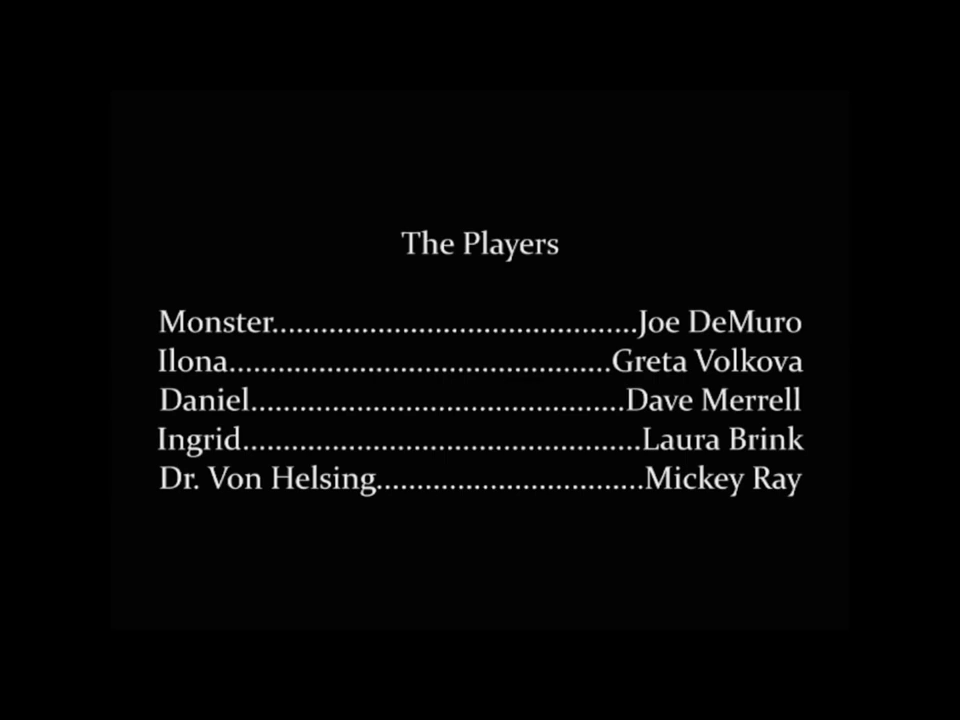 The Players
Monster.............................................Joe DeMuro
Ilona...............................................Greta Volkova
Daniel..............................................Dave Merrell
Ingrid.................................................Laura Brink
Dr. Von Helsing.................................Mickey Ray